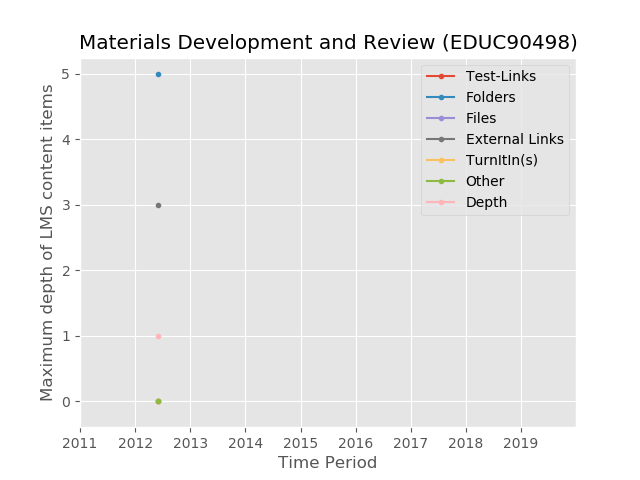 Materials Development and Review (EDUC90498)
Test-Links
Folders
Files
External Links
TurnItIn(s)
Other
Depth
Maximum depth of LMS content items
5
4
3
2
1
0
2011 2012 2013 2014 2015 2016 2017 2018 2019
Time Period